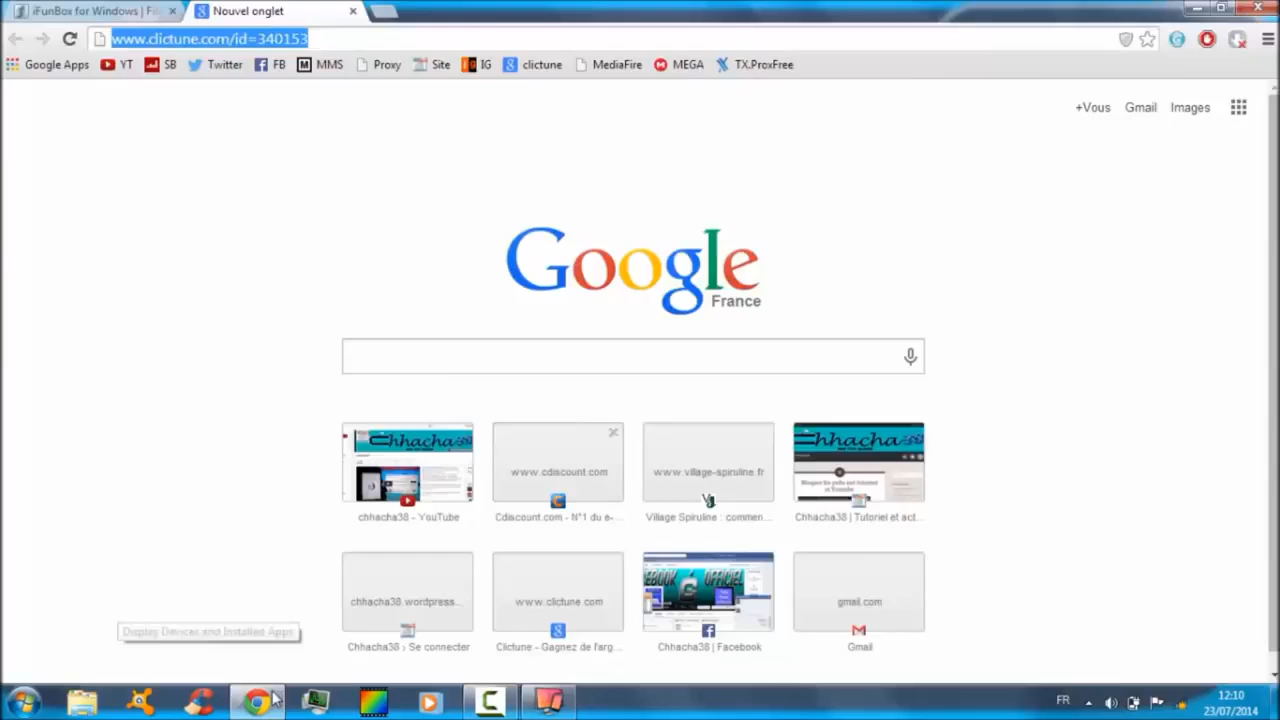 iFunBox for Windows | Fil
Nouvel onglet
www.clictune.com/id=340153
Google Apps YT SB Twitter FB MMS Proxy Site IG clictune MediaFire MEGA TX.ProxFree
+Vous Gmail Images
Google
France
www.cdiscount.com
www.village-spiruline.fr
Chhacha
chhacha38 - YouTube
Cdiscount.com - N°1 du e-...
Village Spiruline : commen...
Chhacha38 | Tutoriel et act...
chhacha38.wordpress...
www.clictune.com
EBOOK OFFICIEL
gmail.com
Chhacha38 › Se connecter
Clictune - Gagnez de l'arg...
Chhacha38 | Facebook
Gmail
Display Devices and Installed Apps
FR
12:10
23/07/2014